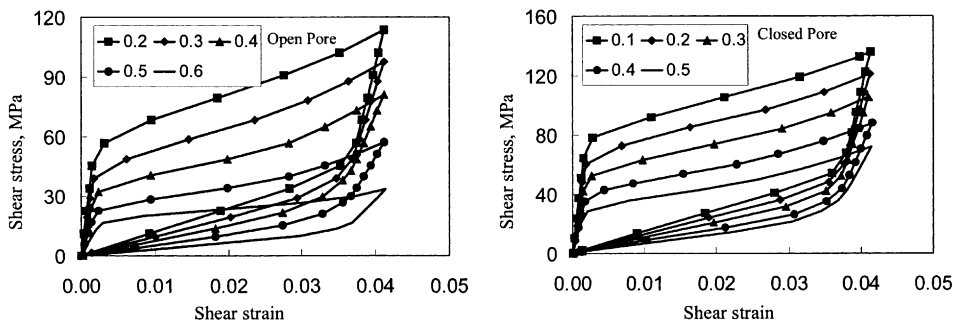 120
90
60
30
0
Shear stress, MPa
0.2 0.3 0.4
0.5 0.6
Open Pore
0.00 0.01 0.02 0.03 0.04 0.05
Shear strain
160
120
80
40
0
Shear stress, MPa
0.1 0.2 0.3
0.4 0.5
Closed Pore
0.00 0.01 0.02 0.03 0.04 0.05
Shear strain